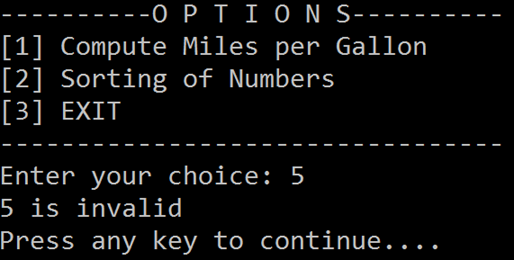 ----------O P T I O N S----------
[1] Compute Miles per Gallon
[2] Sorting of Numbers
[3] EXIT
---------------------------------
Enter your choice: 5
5 is invalid
Press any key to continue....